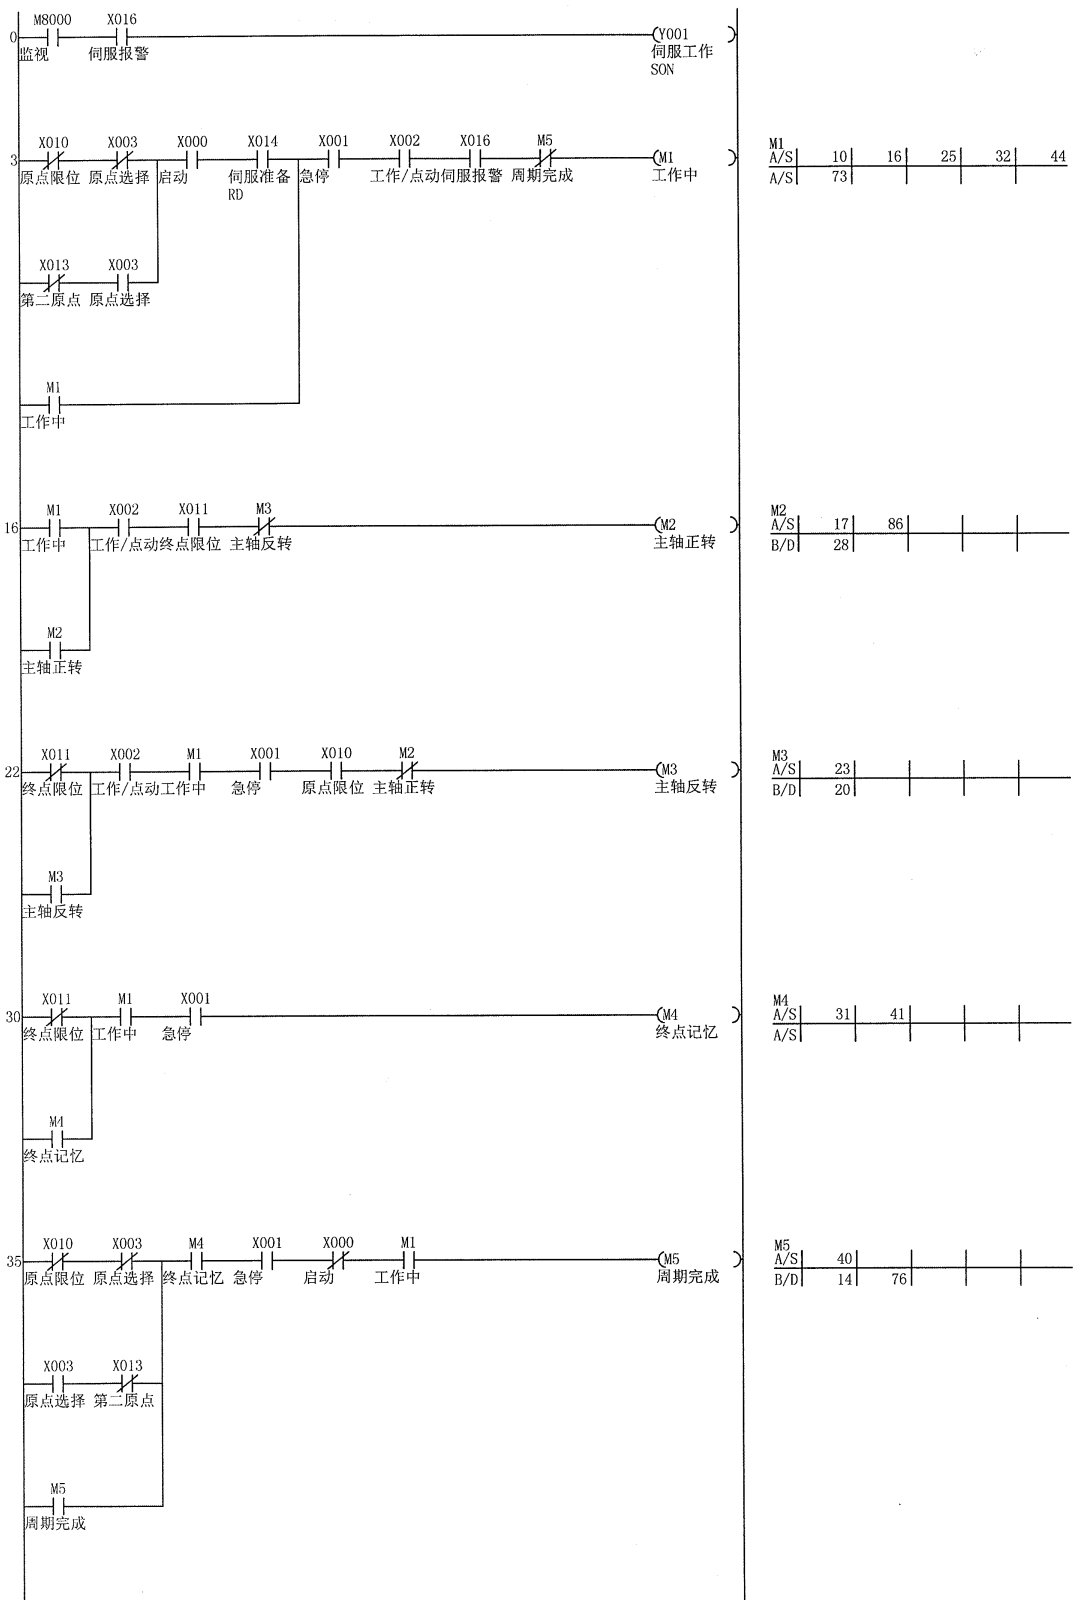 M8000 X016
0 (Y001 )
监视 伺服报警 伺服工作
SON
X010 X003 X000 X014 X001 X002 X016 M5 M1
3 (M1 ) A/S 10 16 25 32 44
原点限位 原点选择 启动 伺服准备 急停 工作/点动 伺服报警 周期完成 工作中 A/S 73
RD
X013 X003
第二原点 原点选择
M1
工作中
M1 X002 X011 M3 M2
16 (M2 ) A/S 17 86
工作中 工作/点动 终点限位 主轴反转 主轴正转 B/D 28
M2
主轴正转
X011 X002 M1 X001 X010 M2 M3
22 (M3 ) A/S 23
终点限位 工作/点动 工作中 急停 原点限位 主轴正转 主轴反转 B/D 20
M3
主轴反转
X011 M1 X001 M4
30 (M4 ) A/S 31 41
终点限位 工作中 急停 终点记忆 A/S
M4
终点记忆
X010 X003 M4 X001 X000 M1 M5
35 (M5 ) A/S 40
原点限位 原点选择 终点记忆 急停 启动 工作中 周期完成 B/D 14 76
X003 X013
原点选择 第二原点
M5
周期完成